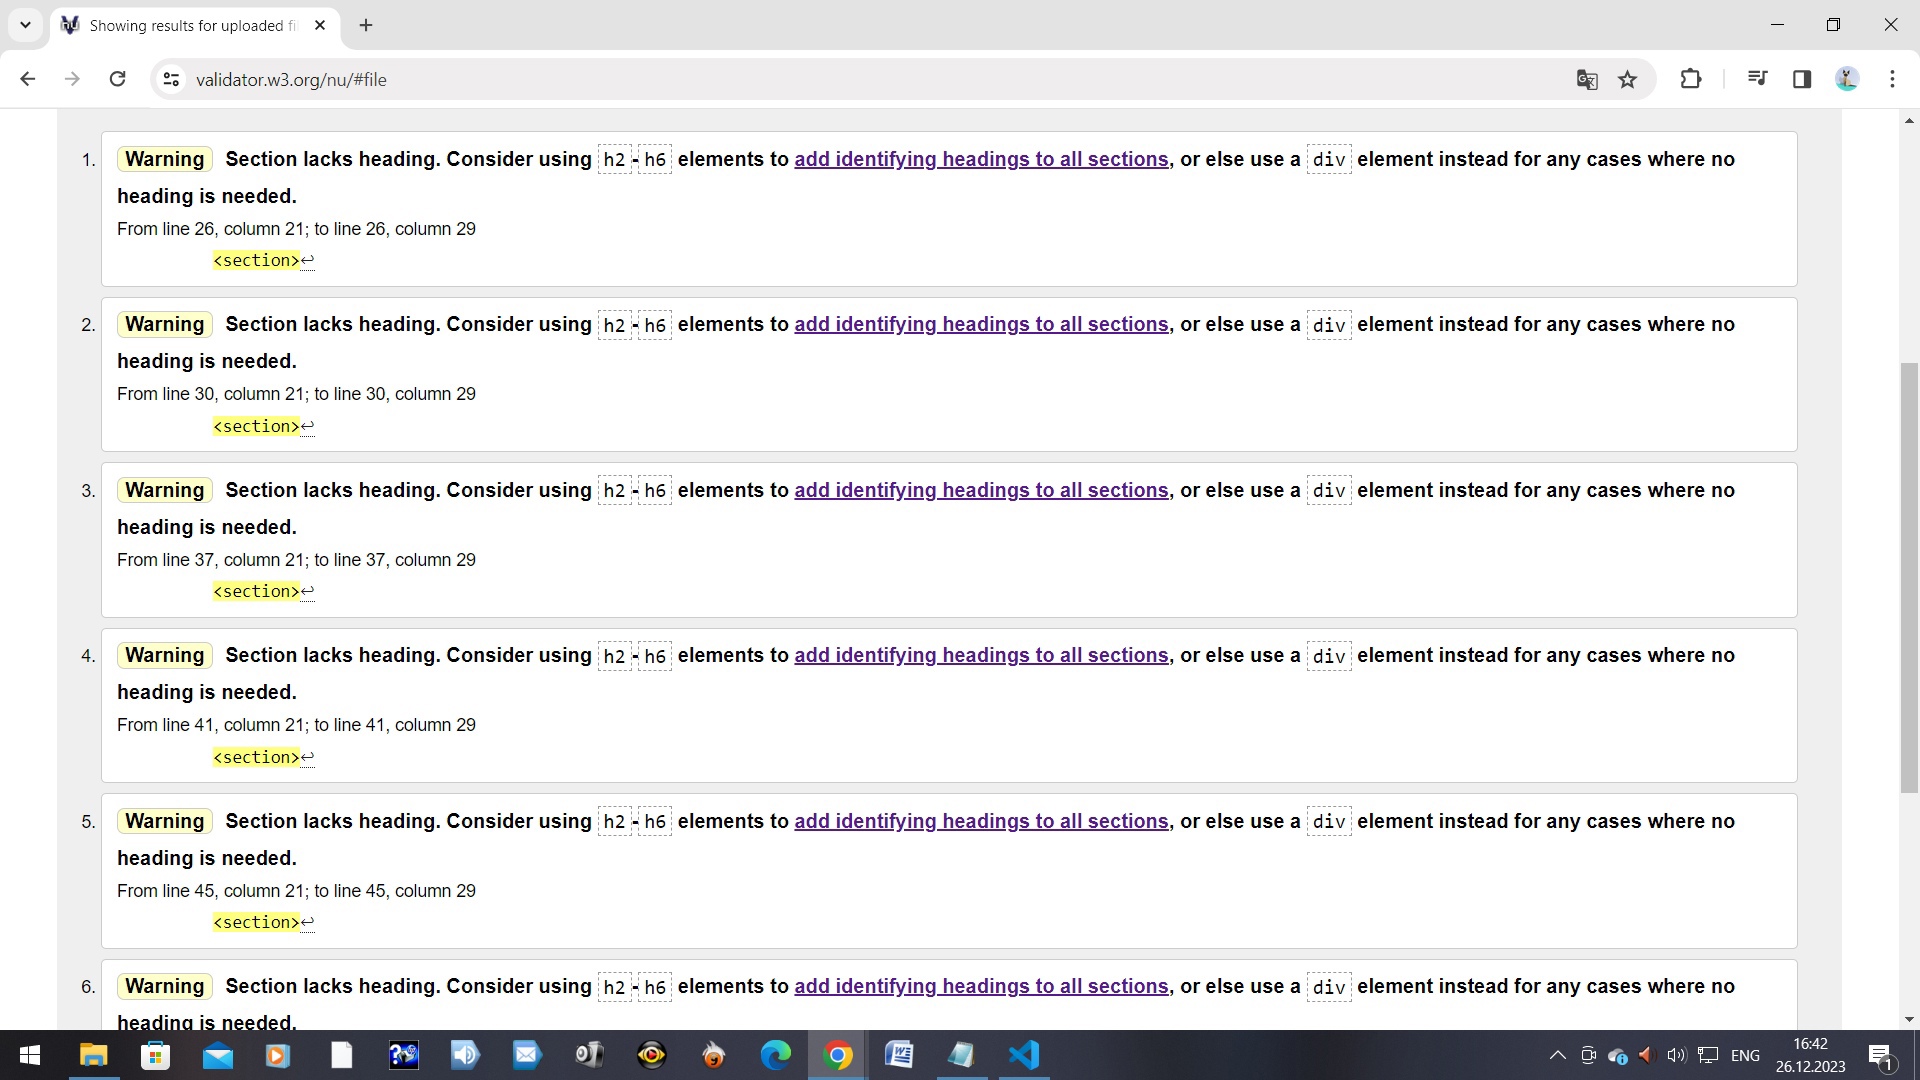 Showing results for uploaded fi
validator.w3.org/nu/#file
1. Warning Section lacks heading. Consider using h2-h6 elements to add identifying headings to all sections, or else use a div element instead for any cases where no
heading is needed.
From line 26, column 21; to line 26, column 29
<section>↩
2. Warning Section lacks heading. Consider using h2-h6 elements to add identifying headings to all sections, or else use a div element instead for any cases where no
heading is needed.
From line 30, column 21; to line 30, column 29
<section>↩
3. Warning Section lacks heading. Consider using h2-h6 elements to add identifying headings to all sections, or else use a div element instead for any cases where no
heading is needed.
From line 37, column 21; to line 37, column 29
<section>↩
4. Warning Section lacks heading. Consider using h2-h6 elements to add identifying headings to all sections, or else use a div element instead for any cases where no
heading is needed.
From line 41, column 21; to line 41, column 29
<section>↩
5. Warning Section lacks heading. Consider using h2-h6 elements to add identifying headings to all sections, or else use a div element instead for any cases where no
heading is needed.
From line 45, column 21; to line 45, column 29
<section>↩
6. Warning Section lacks heading. Consider using h2-h6 elements to add identifying headings to all sections, or else use a div element instead for any cases where no
heading is needed.
ENG
16:42
26.12.2023
1